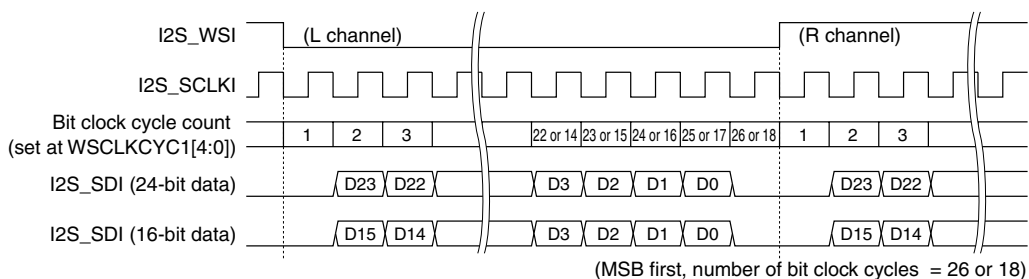 I2S_WSI (L channel) (R channel)
I2S_SCLKI
Bit clock cycle count
(set at WSCLKCYC1[4:0]) 1 2 3 22 or 14 23 or 15 24 or 16 25 or 17 26 or 18 1 2 3
I2S_SDI (24-bit data) D23 D22 D3 D2 D1 D0 D23 D22
I2S_SDI (16-bit data) D15 D14 D3 D2 D1 D0 D15 D14
(MSB first, number of bit clock cycles = 26 or 18)